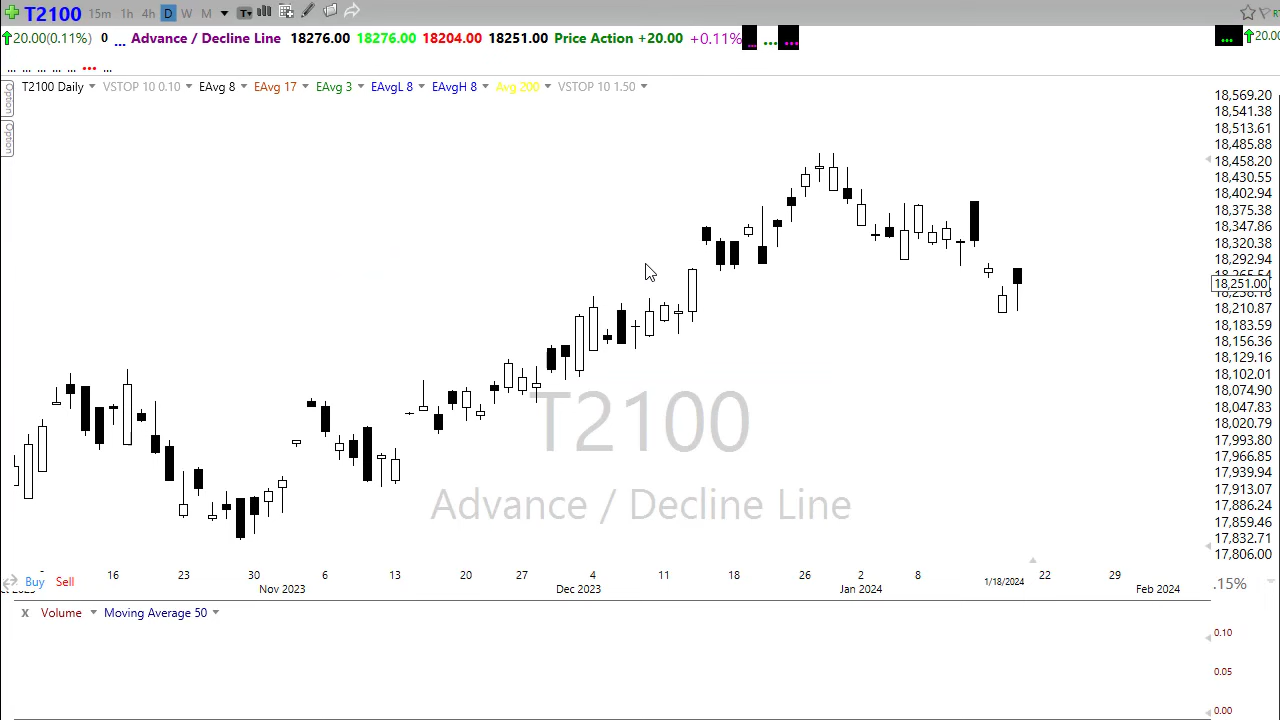 T2100 15m 1h 4h D W M T
20.00(0.11%) 0 ... Advance / Decline Line 18276.00 18276.00 18204.00 18251.00 Price Action +20.00 +0.11% ... ... ... ... 20.00
... ... ... ... ... ... ...
T2100 Daily VSTOP 10 0.10 EAvg 8 EAvg 17 EAvg 3 EAvgL 8 EAvgH 8 Avg 200 VSTOP 10 1.50
Option
Option
18,569.20
18,541.38
18,513.61
18,485.88
18,458.20
18,430.55
18,402.94
18,375.38
18,347.86
18,320.38
18,292.94
18,265.54
18,251.00
18,238.18
18,210.87
18,183.59
18,156.36
18,129.16
18,102.01
18,074.90
18,047.83
18,020.79
17,993.80
17,966.85
17,939.94
17,913.07
17,886.24
17,859.46
17,832.71
17,806.00
T2100
Advance / Decline Line
16 23 30 6 13 20 27 4 11 18 26 2 8 1/18/2024 22 29
Buy Sell .15%
2023 Nov 2023 Dec 2023 Jan 2024 Feb 2024
X Volume Moving Average 50
0.10
0.05
0.00